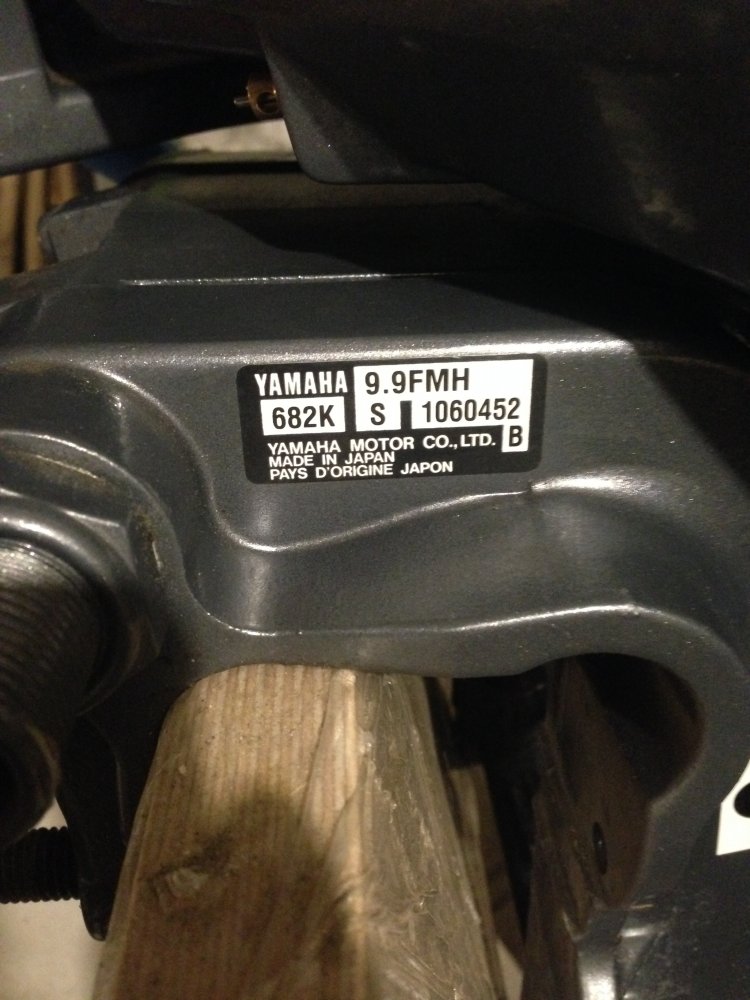 YAMAHA 9.9FMH
682K S 1060452
YAMAHA MOTOR CO., LTD. B
MADE IN JAPAN
PAYS D'ORIGINE JAPON